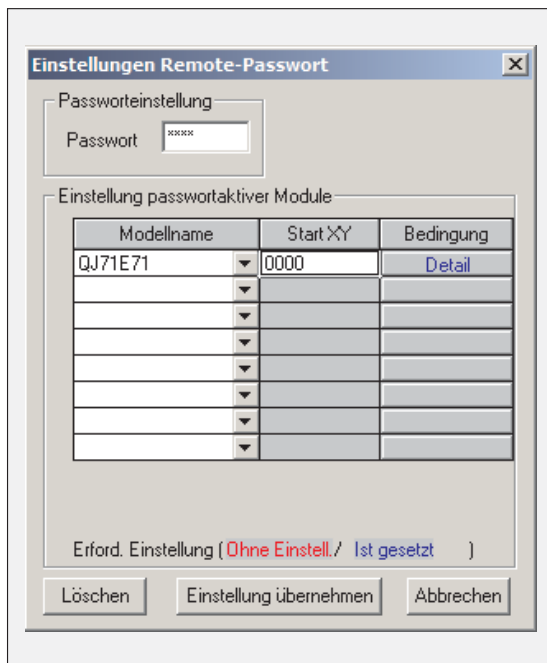 Einstellungen Remote-Passwort
Passworteinstellung
Passwort ****
Einstellung passwortaktiver Module
Modellname Start XY Bedingung
QJ71E71 0000 Detail
Erford. Einstellung ( Ohne Einstell./ Ist gesetzt )
Löschen Einstellung übernehmen Abbrechen